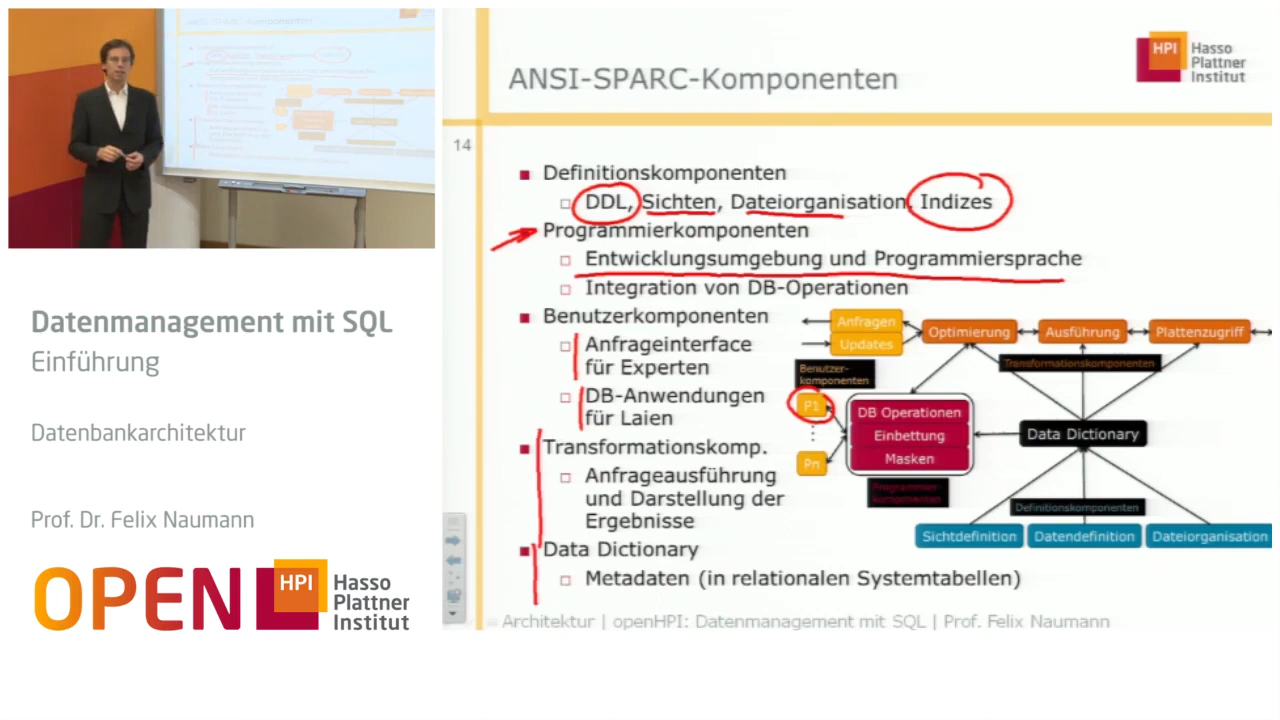 ANSI-SPARC-Komponenten
HPI Hasso
Plattner
Institut
14
Definitionskomponenten
DDL, Sichten, Dateiorganisation, Indizes
Programmierkomponenten
Entwicklungsumgebung und Programmiersprache
Integration von DB-Operationen
Benutzerkomponenten
Anfrageinterface
für Experten
DB-Anwendungen
für Laien
Transformationskomp.
Anfrageausführung
und Darstellung der
Ergebnisse
Data Dictionary
Metadaten (in relationalen Systemtabellen)
Anfragen
Updates
Optimierung
Ausführung
Plattenzugriff
Benutzer-
komponenten
Transformationskomponenten
P1
Pn
DB Operationen
Einbettung
Masken
Data Dictionary
Programmier-
komponenten
Definitionskomponenten
Sichtdefinition
Datendefinition
Dateiorganisation
Architektur | openHPI: Datenmanagement mit SQL | Prof. Felix Naumann
Datenmanagement mit SQL
Einführung
Datenbankarchitektur
Prof. Dr. Felix Naumann
OPEN HPI Hasso
Plattner
Institut